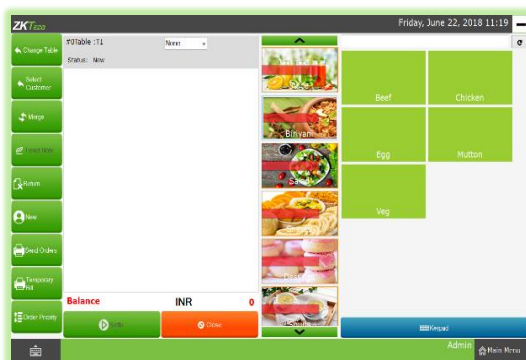 ZKTeco
Friday, June 22, 2018 11:19
Change Table
#0Table :T1
None
Status: New
Select
Customer
Merge
Return
New
Send Orders
Temporary
Bill
Order Priority
Biriyani
Salad
Beef
Chicken
Egg
Mutton
Veg
Balance
INR
0
Close
Keypad
Admin
Main Menu